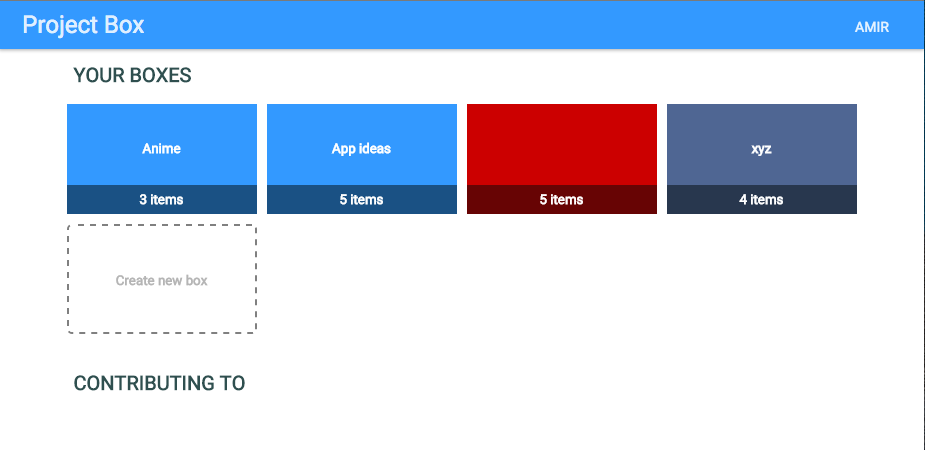 Project Box
AMIR
YOUR BOXES
Anime
App ideas
xyz
3 items
5 items
5 items
4 items
Create new box
CONTRIBUTING TO